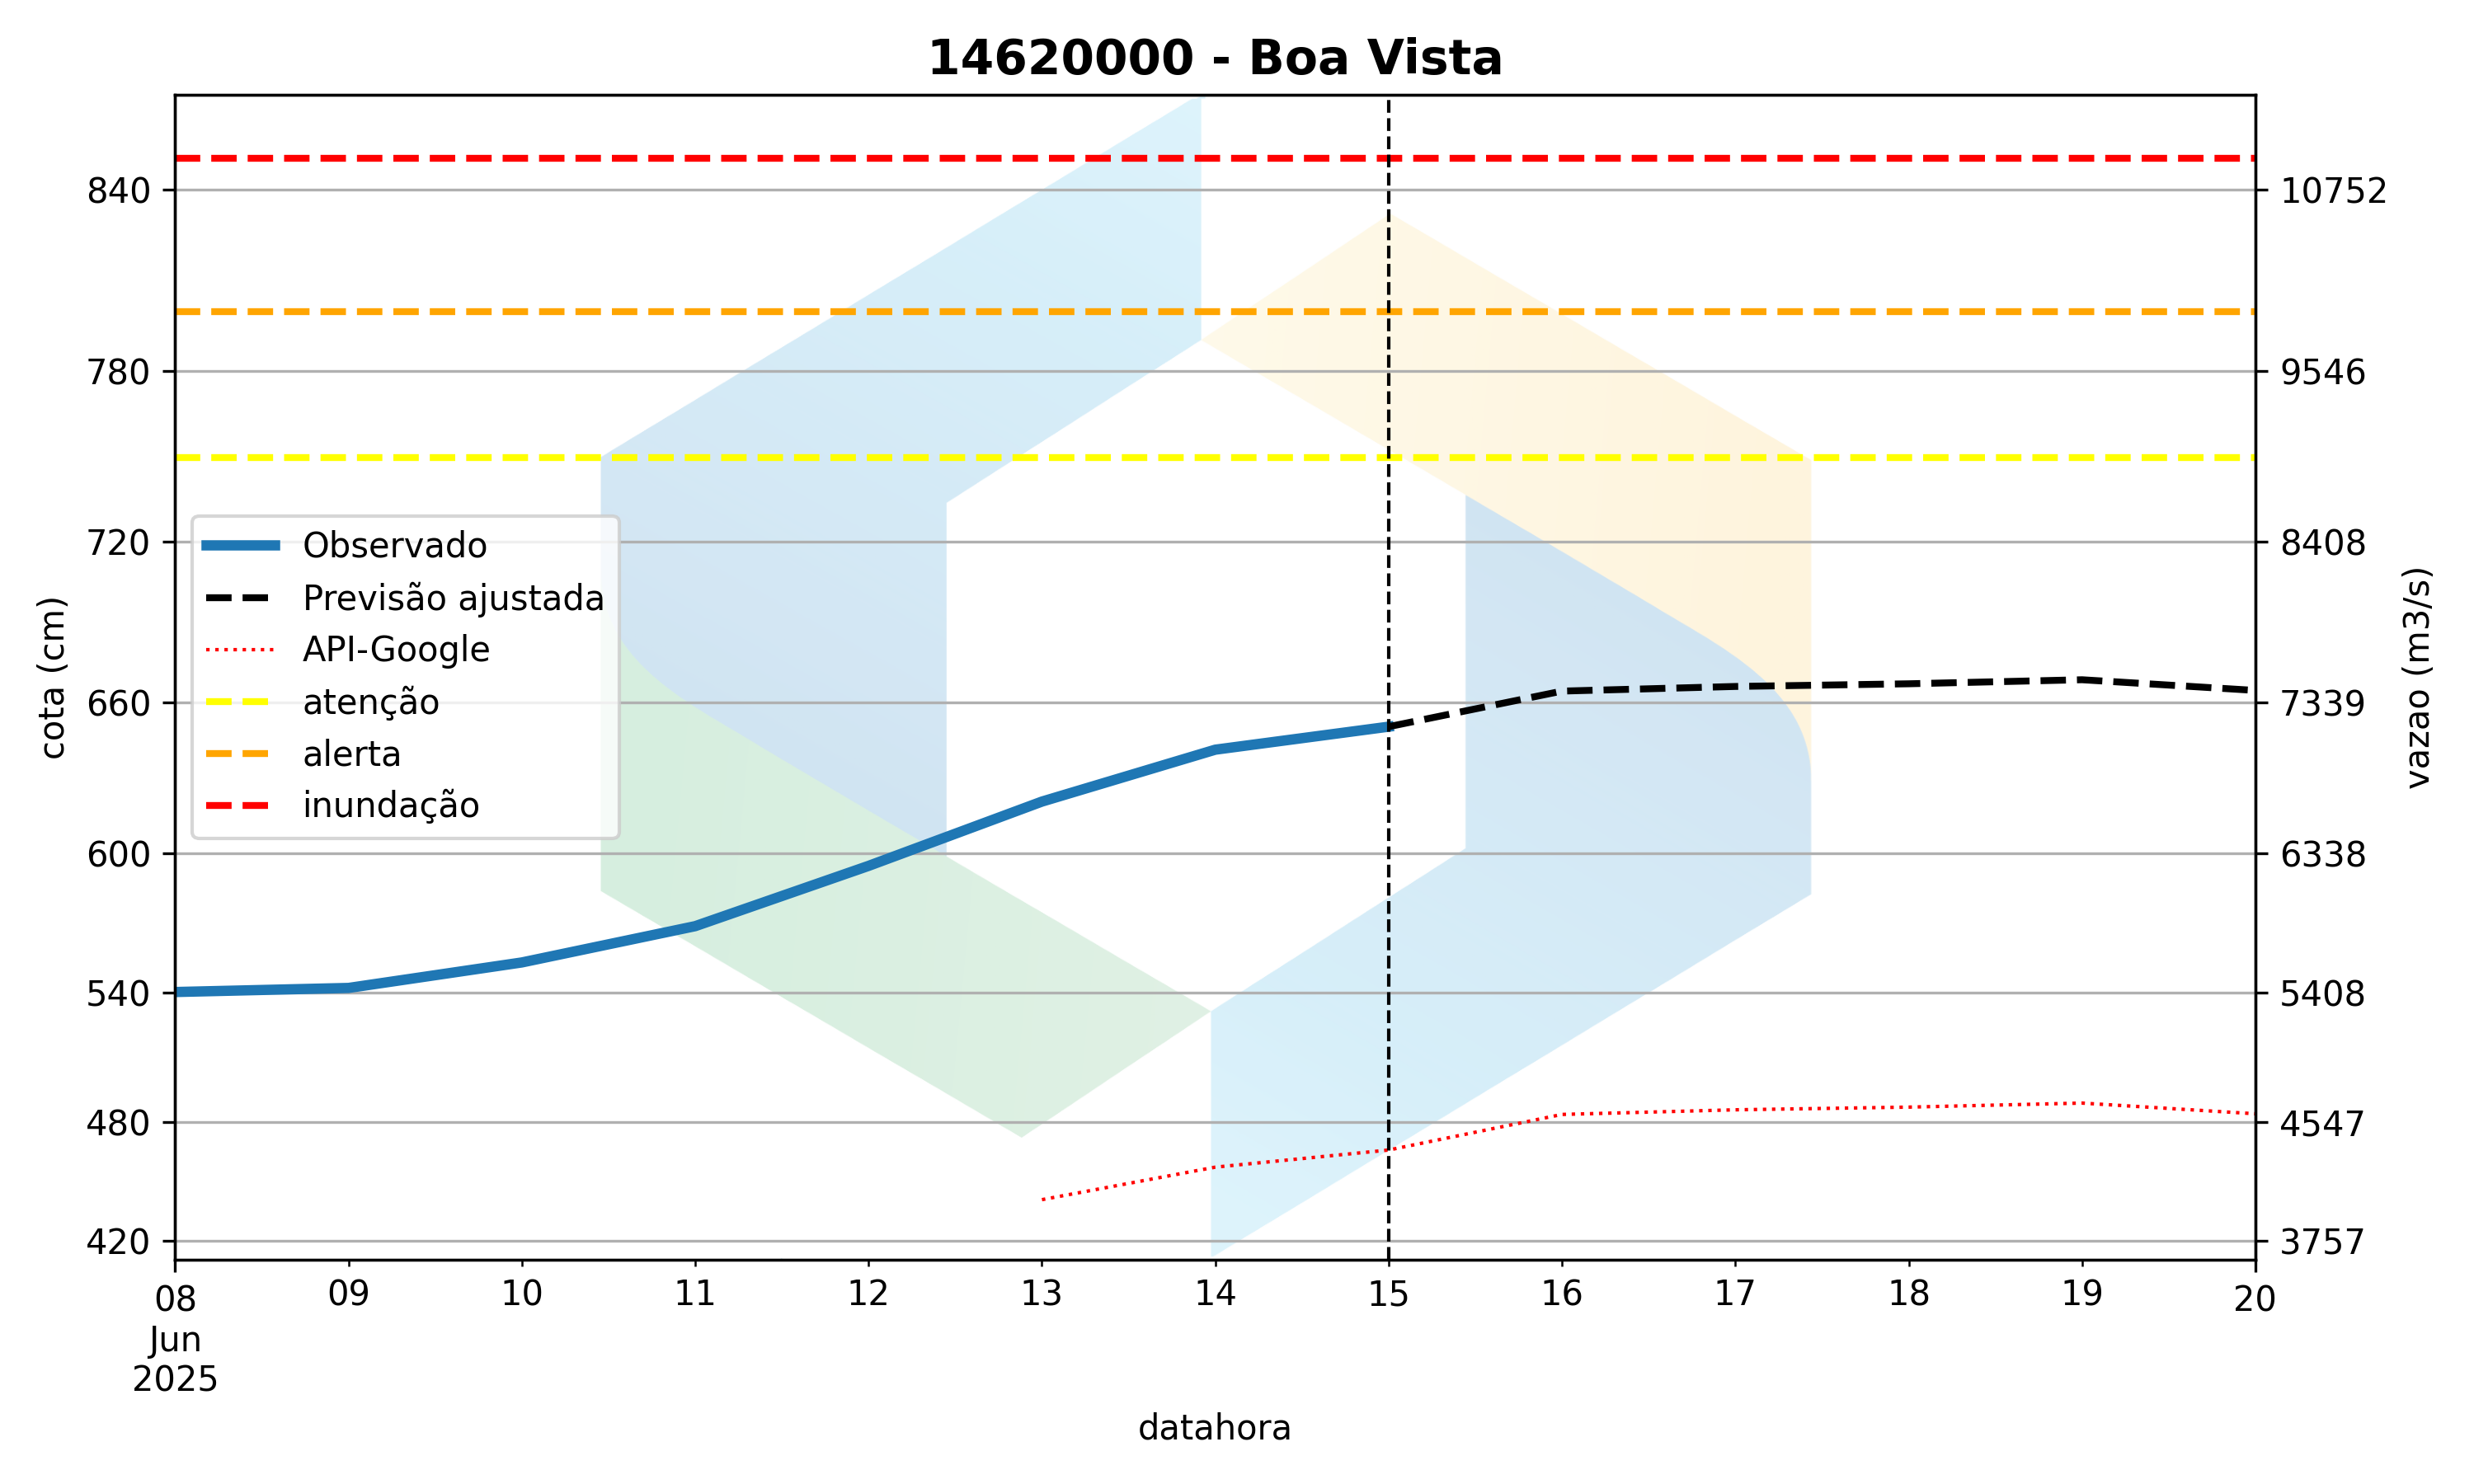 14620000 - Boa Vista
840
780
720
660
600
540
480
420
cota (cm)
10752
9546
8408
7339
6338
5408
4547
3757
vazao (m3/s)
Observado
Previsão ajustada
API-Google
atenção
alerta
inundação
08 09 10 11 12 13 14 15 16 17 18 19 20
Jun
2025
datahora